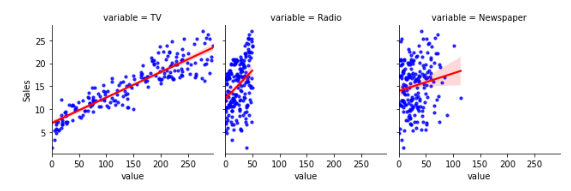 variable = TV
variable = Radio
variable = Newspaper
Sales
25
20
15
10
5
0 50 100 150 200 250
0 50 100 150 200 250
0 50 100 150 200 250
value
value
value